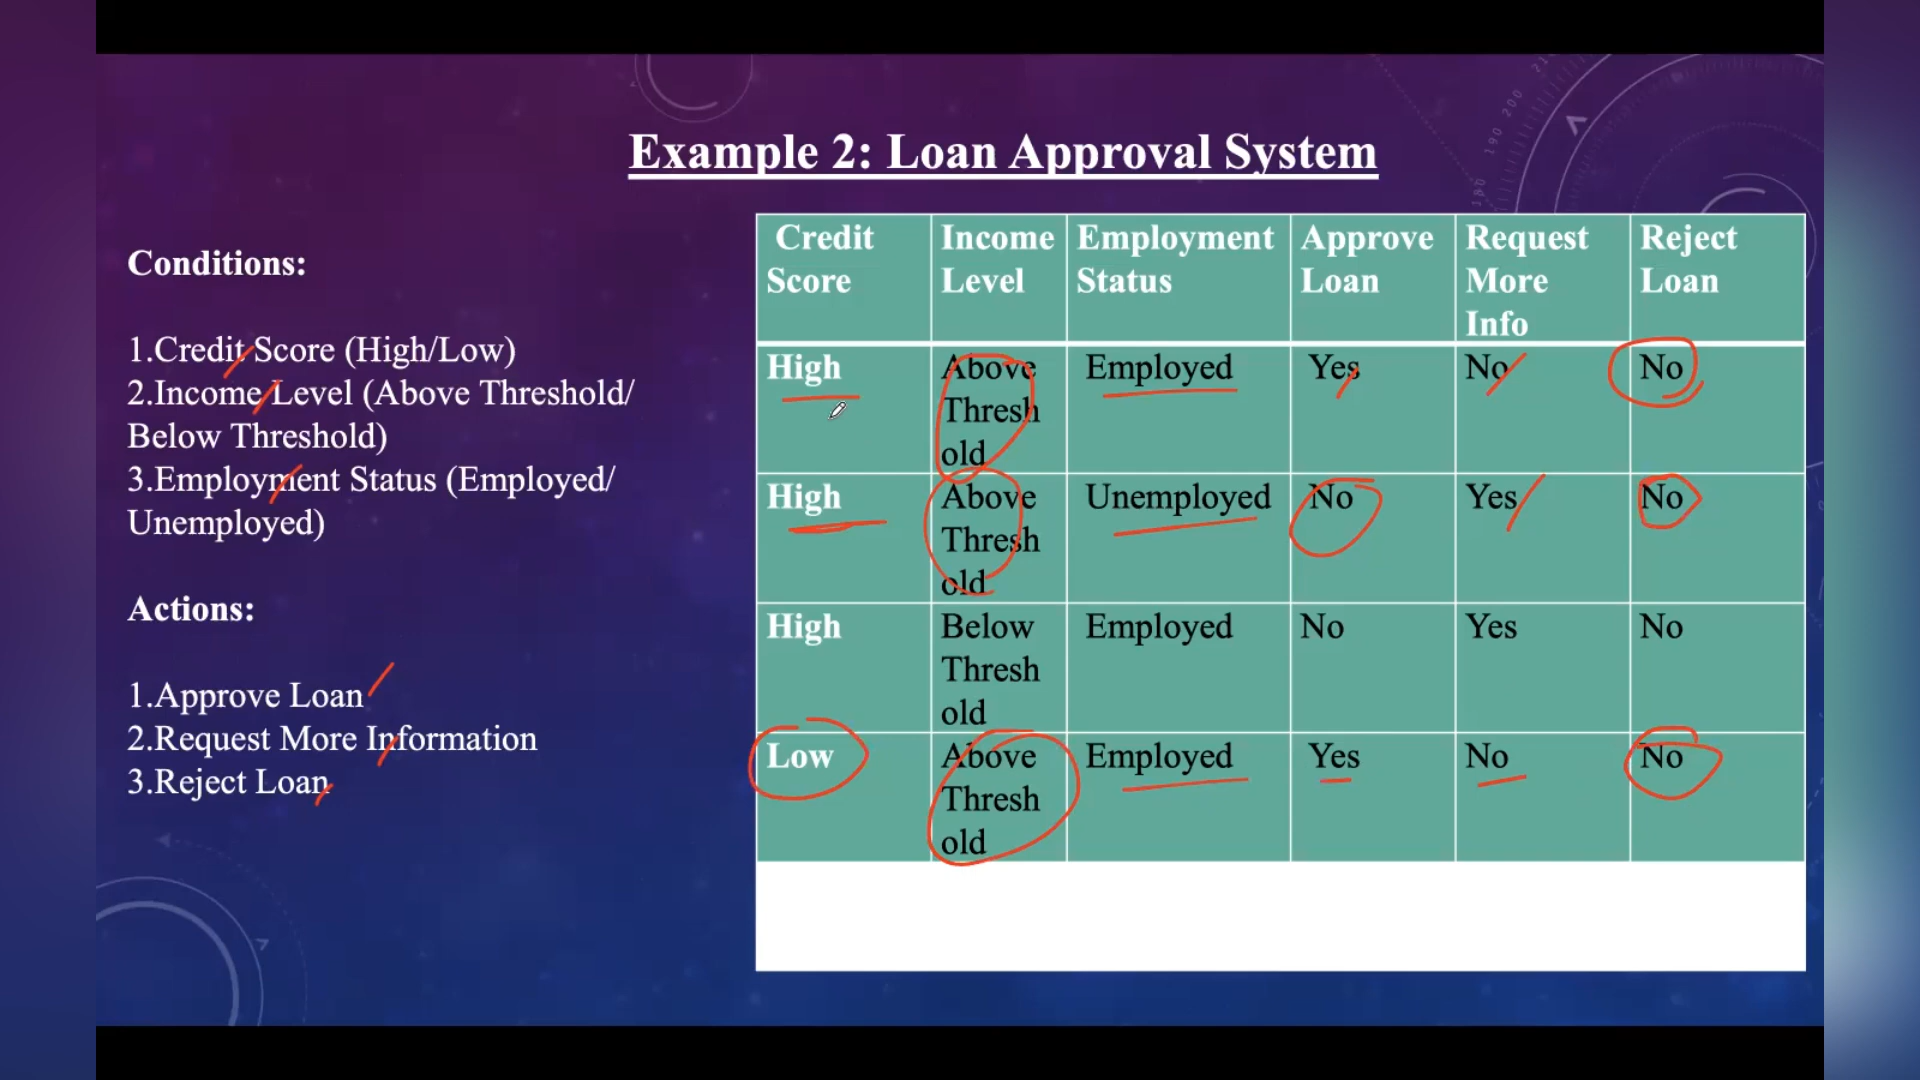 Example 2: Loan Approval System
Conditions:
1.Credit Score (High/Low)
2.Income Level (Above Threshold/
Below Threshold)
3.Employment Status (Employed/
Unemployed)
Actions:
1.Approve Loan
2.Request More Information
3.Reject Loan
Credit Income Employment Approve Request Reject
Score Level Status Loan More Loan
Info
High Above Employed Yes No No
Thresh
old
High Above Unemployed No Yes No
Thresh
old
High Below Employed No Yes No
Thresh
old
Low Above Employed Yes No No
Thresh
old
180 190 200 21